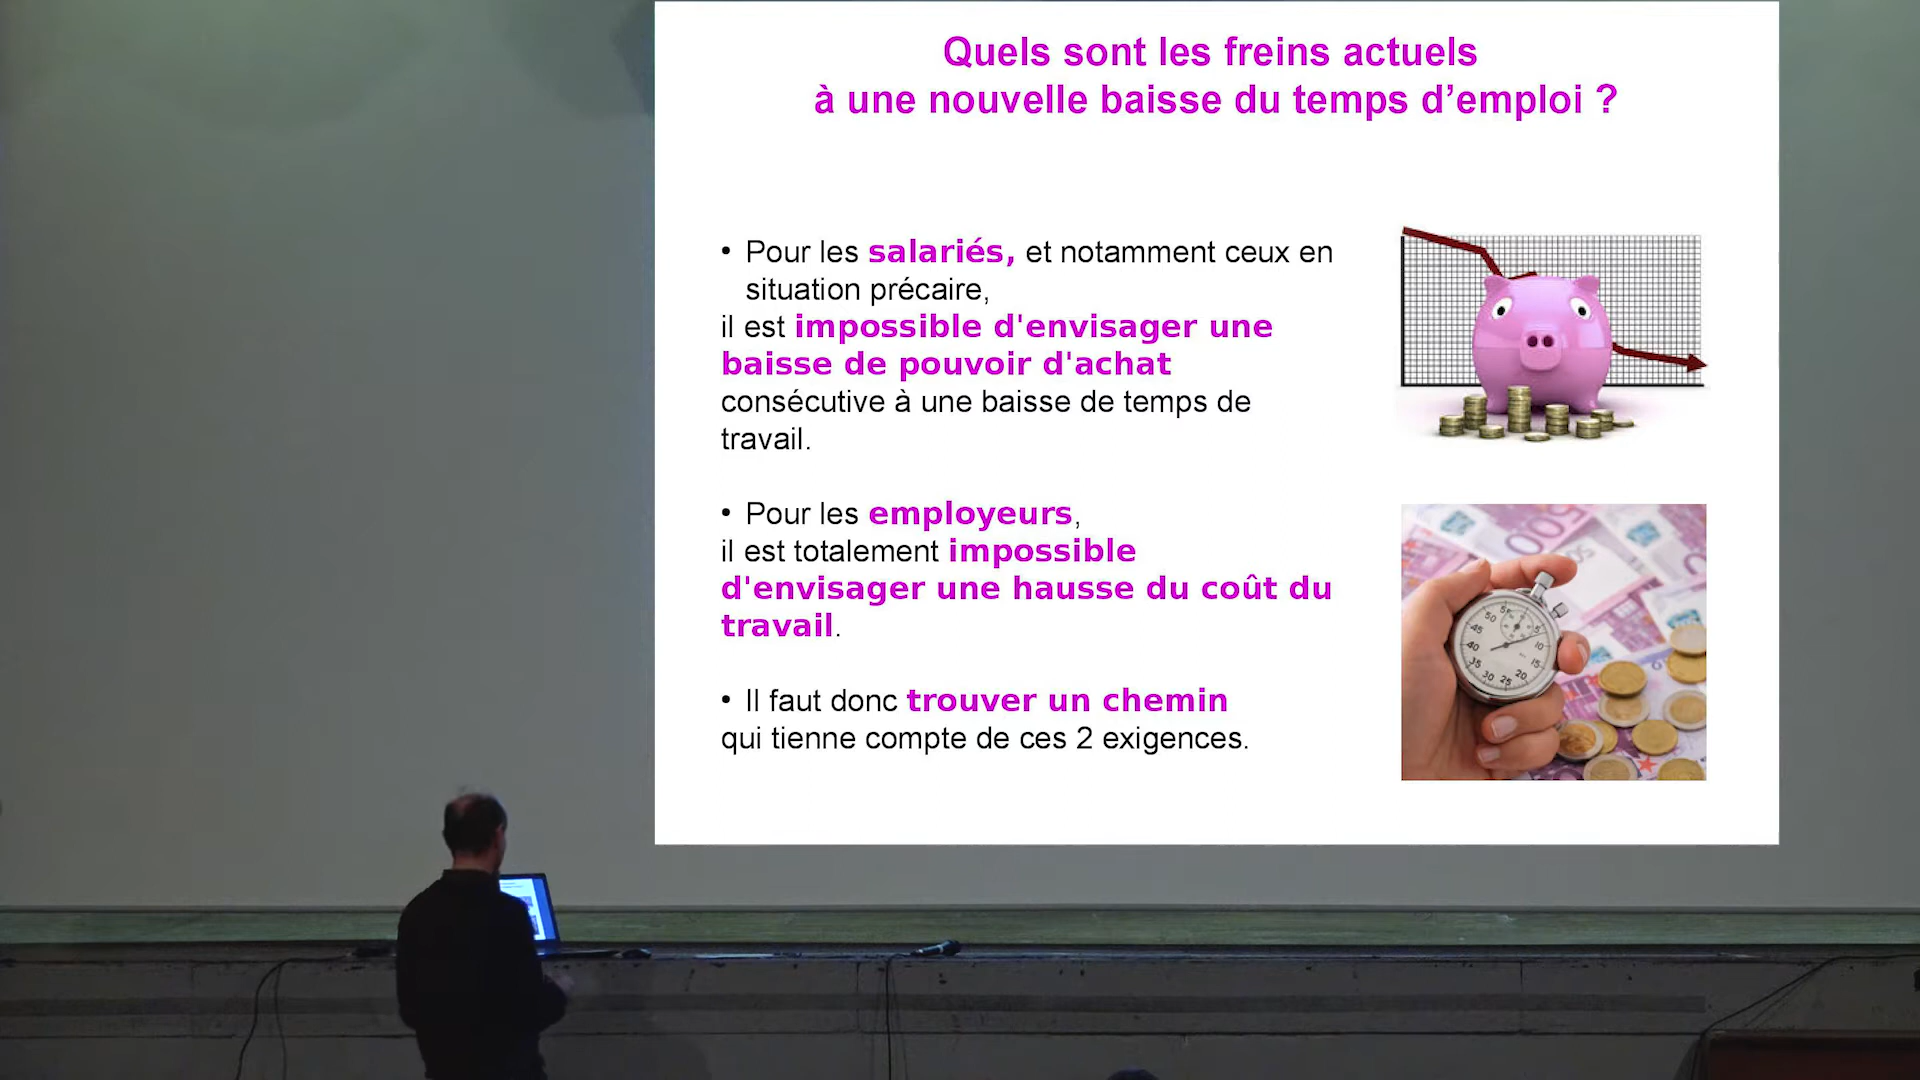 Quels sont les freins actuels
à une nouvelle baisse du temps d’emploi ?
• Pour les salariés, et notamment ceux en
situation précaire,
il est impossible d'envisager une
baisse de pouvoir d'achat
consécutive à une baisse de temps de
travail.
• Pour les employeurs,
il est totalement impossible
d'envisager une hausse du coût du
travail.
• Il faut donc trouver un chemin
qui tienne compte de ces 2 exigences.